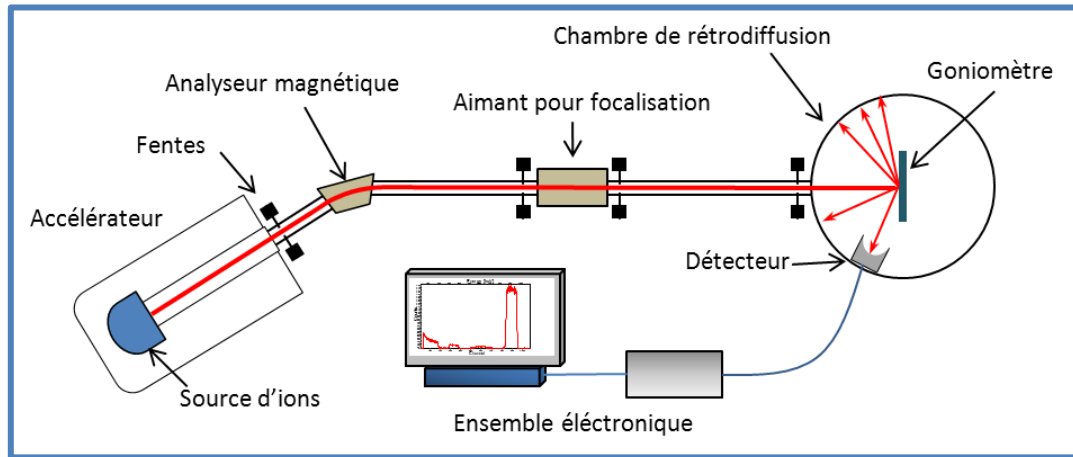 Chambre de rétrodiffusion
Goniomètre
Analyseur magnétique
Aimant pour focalisation
Fentes
Accélérateur
Détecteur
Source d'ions
Ensemble éléctronique